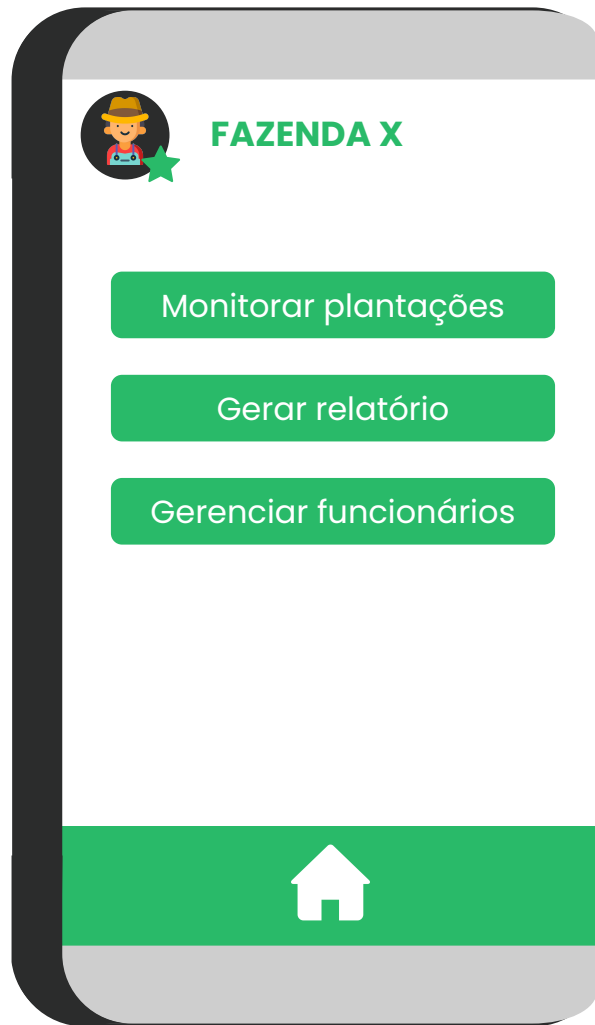 FAZENDA X
Monitorar plantações
Gerar relatório
Gerenciar funcionários